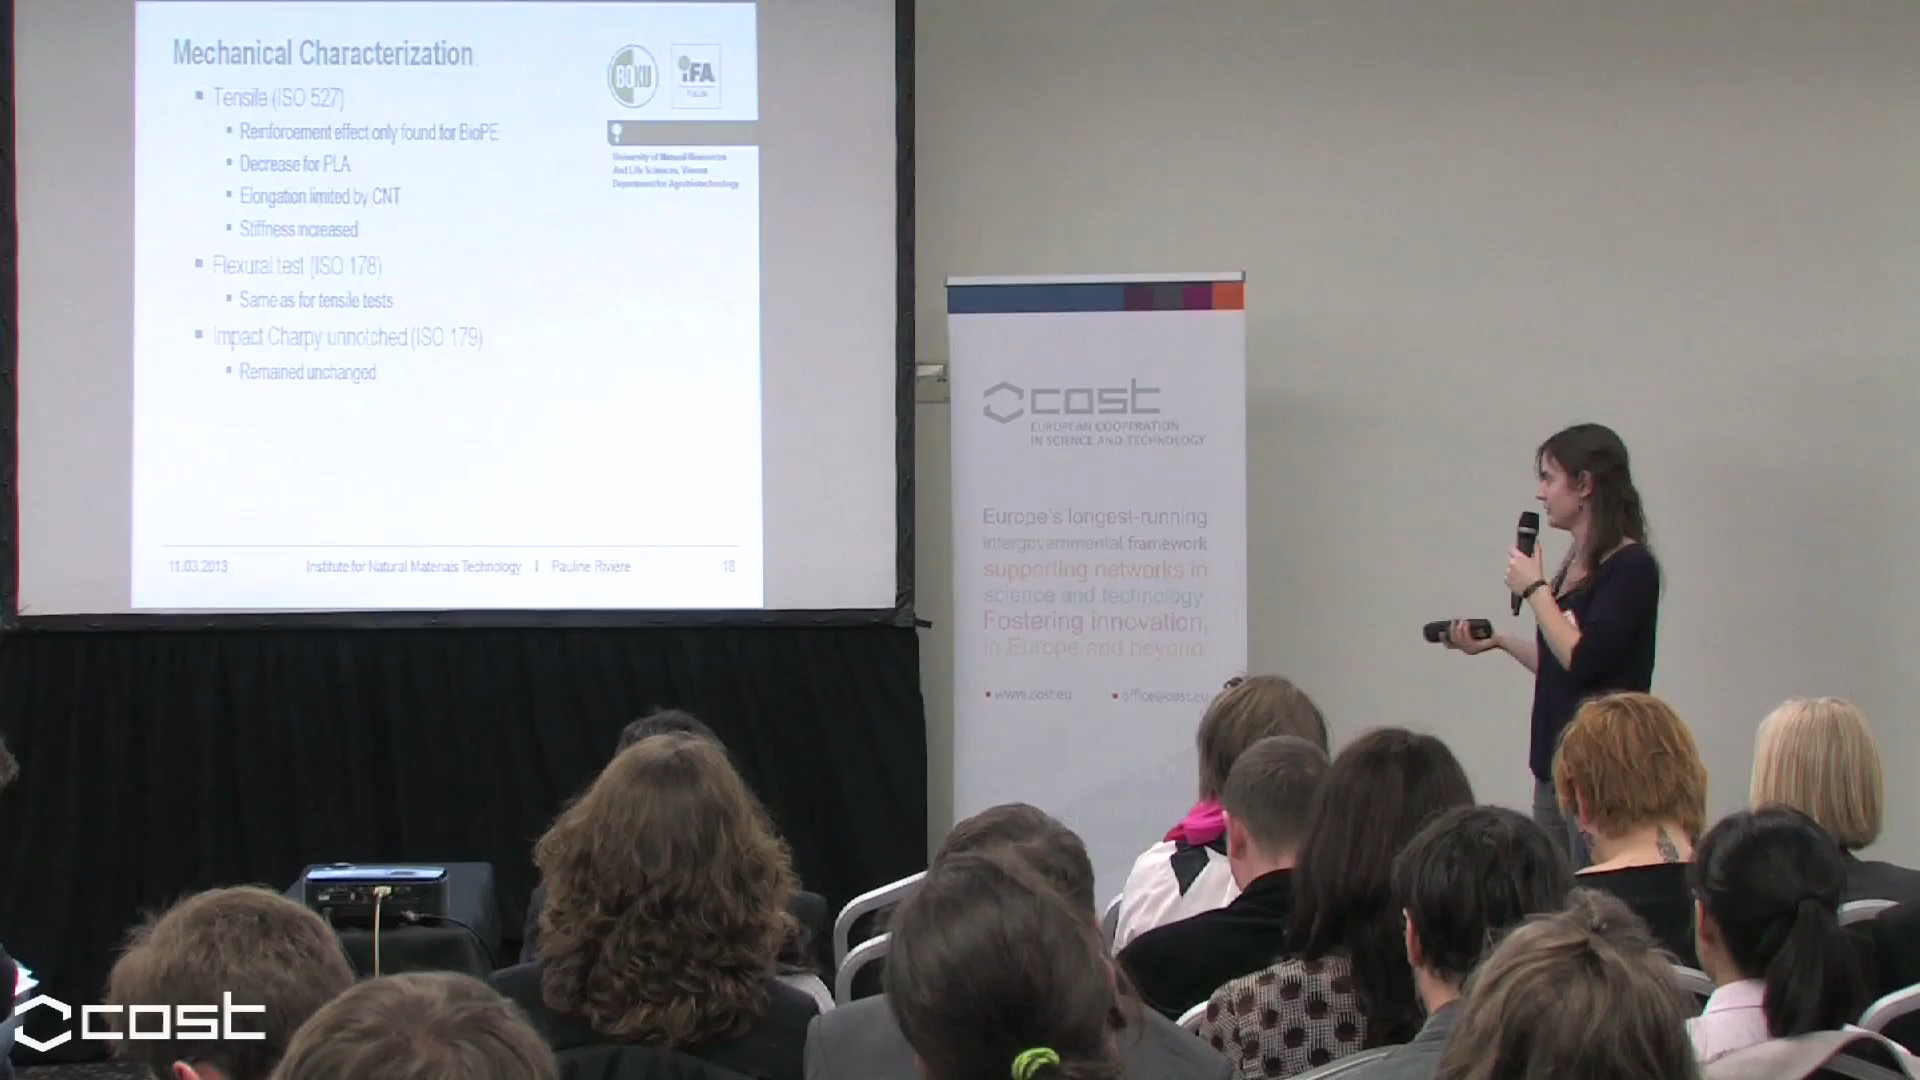 Mechanical Characterization
Tensile (ISO 527)
Reinforcement effect only found for BioPE
Decrease for PLA
Elongation limited by CNT
Stiffness increased
Flexural test (ISO 178)
Same as for tensile tests
Impact Charpy unnotched (ISO 179)
Remained unchanged
BOKU
iFA
University of Natural Resources
And Life Sciences, Vienna
Department for Agrobiotechnology
11.03.2013 Institute for Natural Materials Technology I Pauline Rivière 18
cost
EUROPEAN COOPERATION
IN SCIENCE AND TECHNOLOGY
Europe's longest-running
intergovernmental framework
supporting networks in
science and technology.
Fostering innovation,
in Europe and beyond.
www.cost.eu office@cost.eu
cost